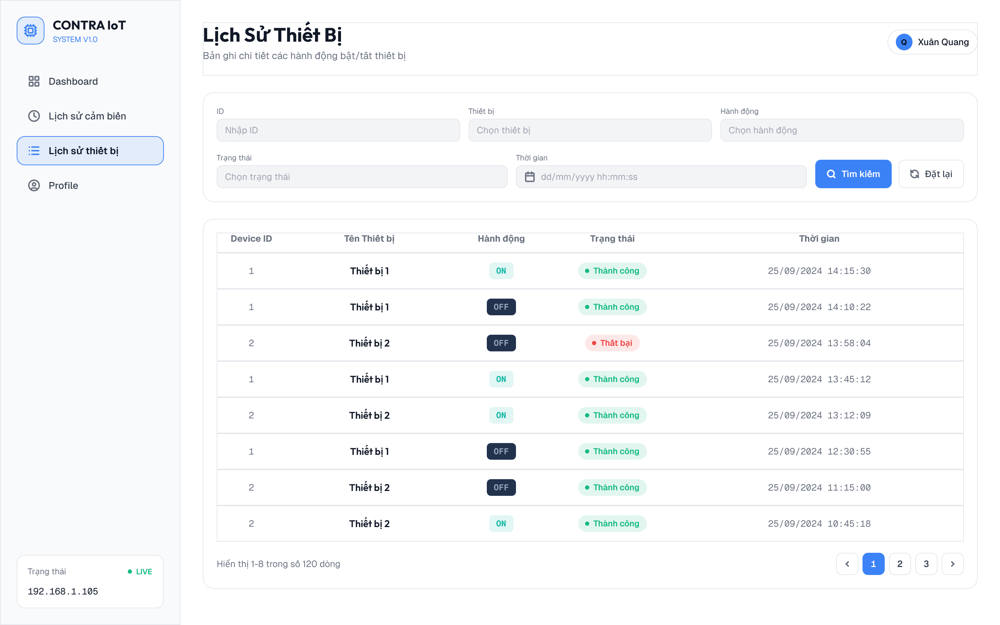 CONTRA IoT
SYSTEM V1.0
Dashboard
Lịch sử cảm biến
Lịch sử thiết bị
Profile
Trạng thái
LIVE
192.168.1.105
Lịch Sử Thiết Bị
Bản ghi chi tiết các hành động bật/tắt thiết bị
Q Xuân Quang
ID
Nhập ID
Thiết bị
Chọn thiết bị
Hành động
Chọn hành động
Trạng thái
Chọn trạng thái
Thời gian
dd/mm/yyyy hh:mm:ss
Tìm kiếm
Đặt lại
Device ID Tên Thiết bị Hành động Trạng thái Thời gian
1 Thiết bị 1 ON Thành công 25/09/2024 14:15:30
1 Thiết bị 1 OFF Thành công 25/09/2024 14:10:22
2 Thiết bị 2 OFF Thất bại 25/09/2024 13:58:04
1 Thiết bị 1 ON Thành công 25/09/2024 13:45:12
2 Thiết bị 2 ON Thành công 25/09/2024 13:12:09
1 Thiết bị 1 OFF Thành công 25/09/2024 12:30:55
2 Thiết bị 2 OFF Thành công 25/09/2024 11:15:00
2 Thiết bị 2 ON Thành công 25/09/2024 10:45:18
Hiển thị 1-8 trong số 120 dòng
1 2 3